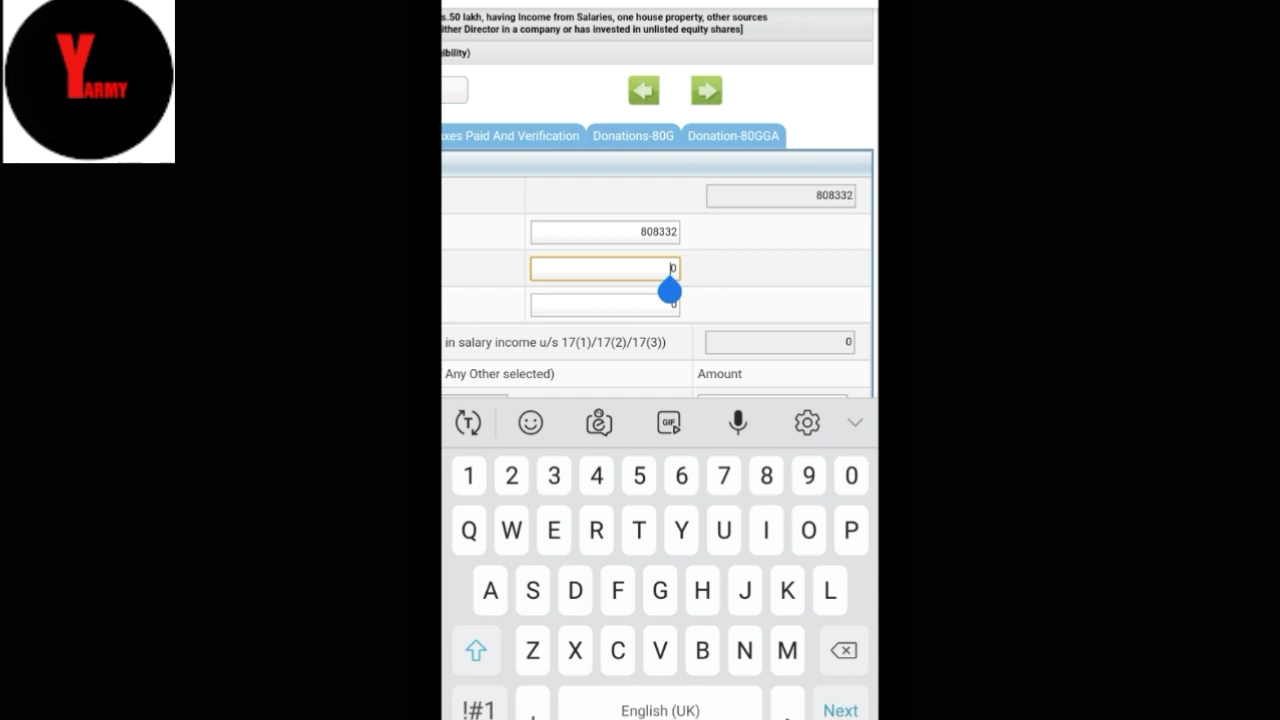 YARMY
s.50 lakh, having Income from Salaries, one house property, other sources
ither Director in a company or has invested in unlisted equity shares]
ibility)
xes Paid And Verification Donations-80G Donation-80GGA
808332
808332
0
0
in salary income u/s 17(1)/17(2)/17(3)) 0
Any Other selected) Amount
T GIF
1 2 3 4 5 6 7 8 9 0
Q W E R T Y U I O P
A S D F G H J K L
Z X C V B N M
!#1 , English (UK) . Next